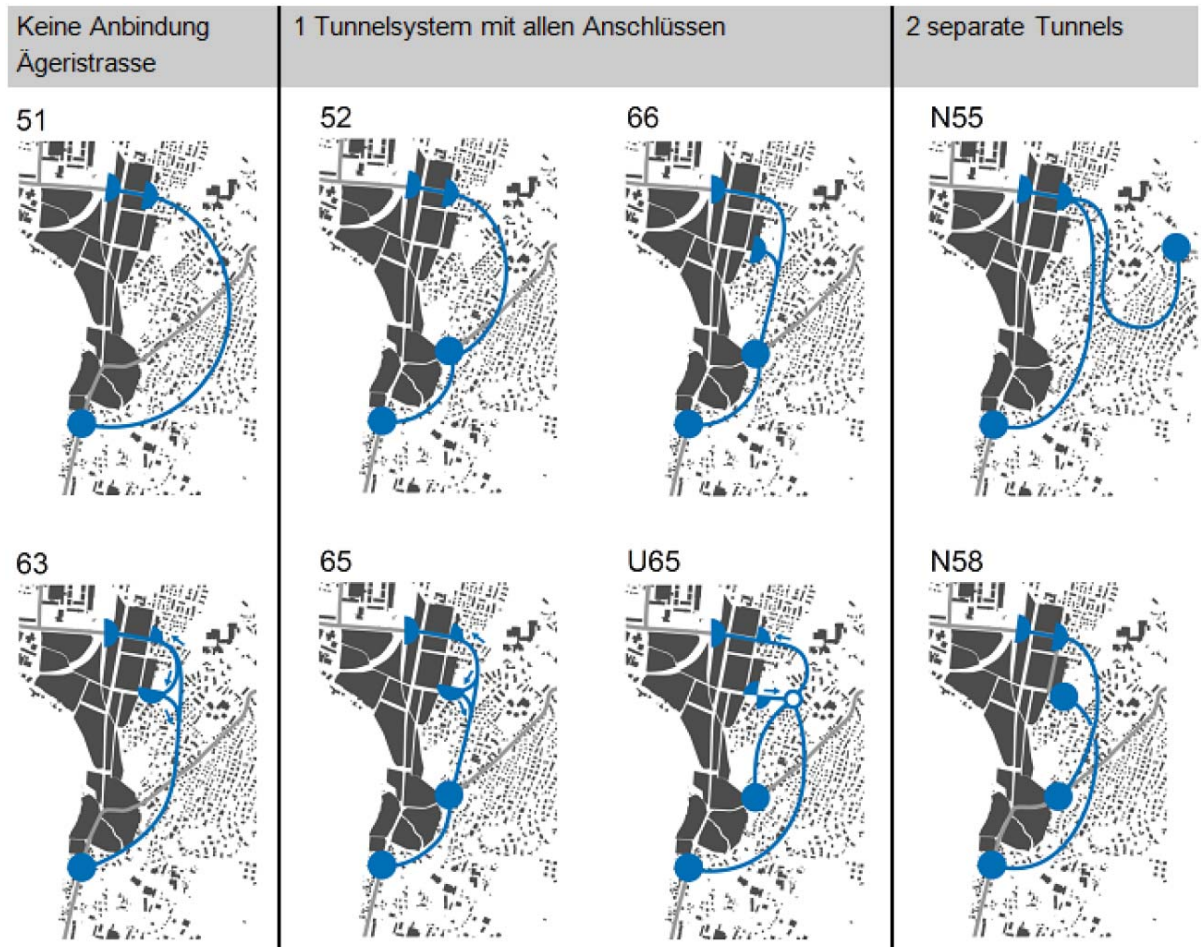 Keine Anbindung
Ägeristrasse
1 Tunnelsystem mit allen Anschlüssen
2 separate Tunnels
51
52
66
N55
63
65
U65
N58